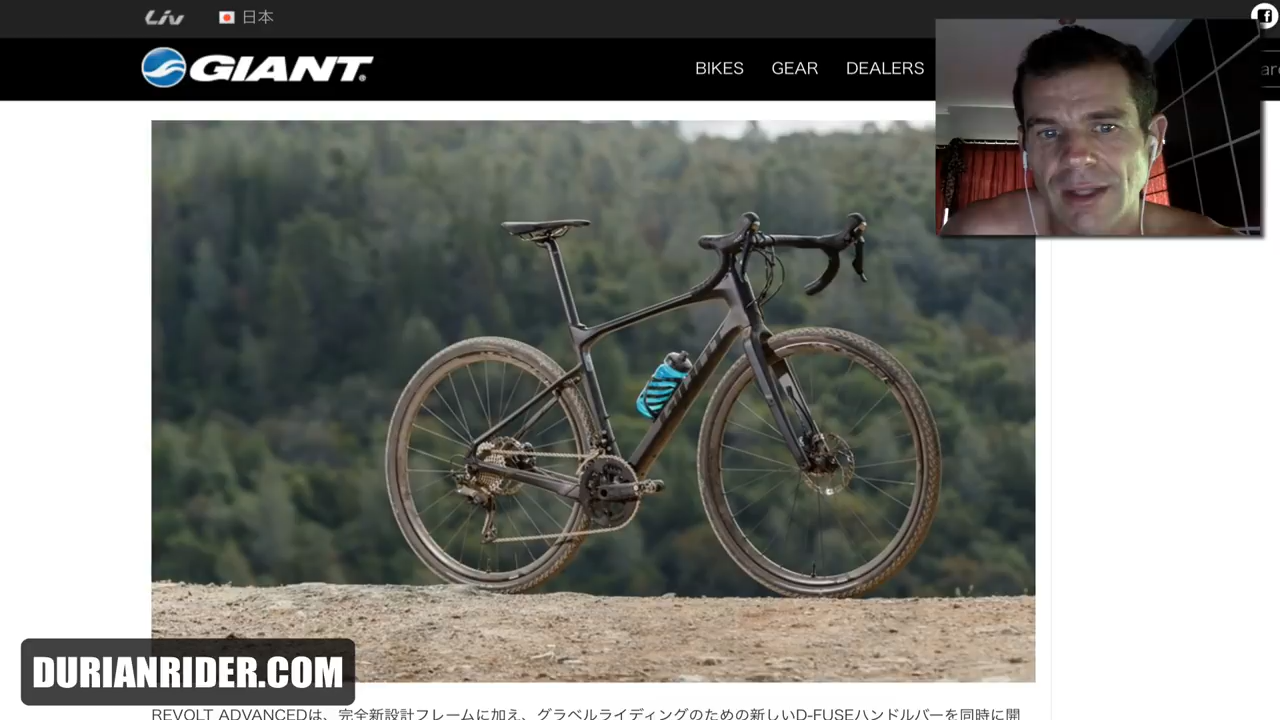 Liv
日本
GIANT
BIKES
GEAR
DEALERS
DURIANRIDER.COM
REVOLT ADVANCEDは、完全新設計フレームに加え、グラベルライディングのための新しいD-FUSEハンドルバーを同時に開